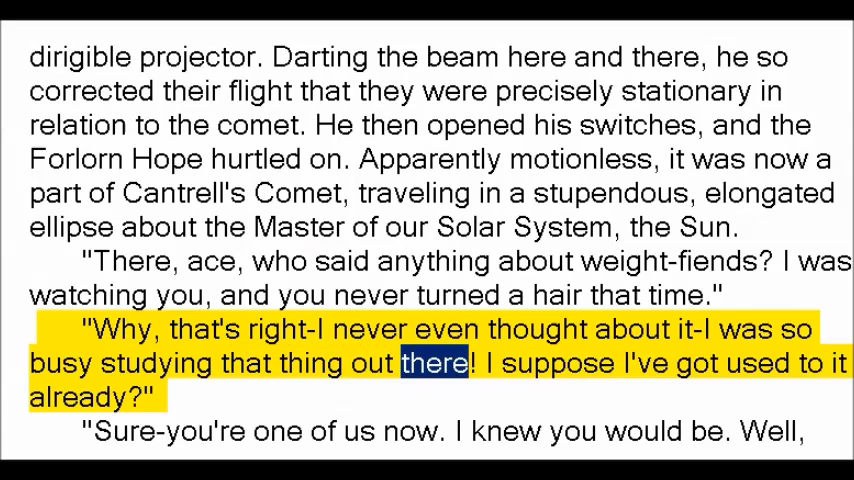 dirigible projector. Darting the beam here and there, he so
corrected their flight that they were precisely stationary in
relation to the comet. He then opened his switches, and the
Forlorn Hope hurtled on. Apparently motionless, it was now a
part of Cantrell's Comet, traveling in a stupendous, elongated
ellipse about the Master of our Solar System, the Sun.
"There, ace, who said anything about weight-fiends? I was
watching you, and you never turned a hair that time."
"Why, that's right-I never even thought about it-I was so
busy studying that thing out there! I suppose I've got used to it
already?"
"Sure-you're one of us now. I knew you would be. Well,